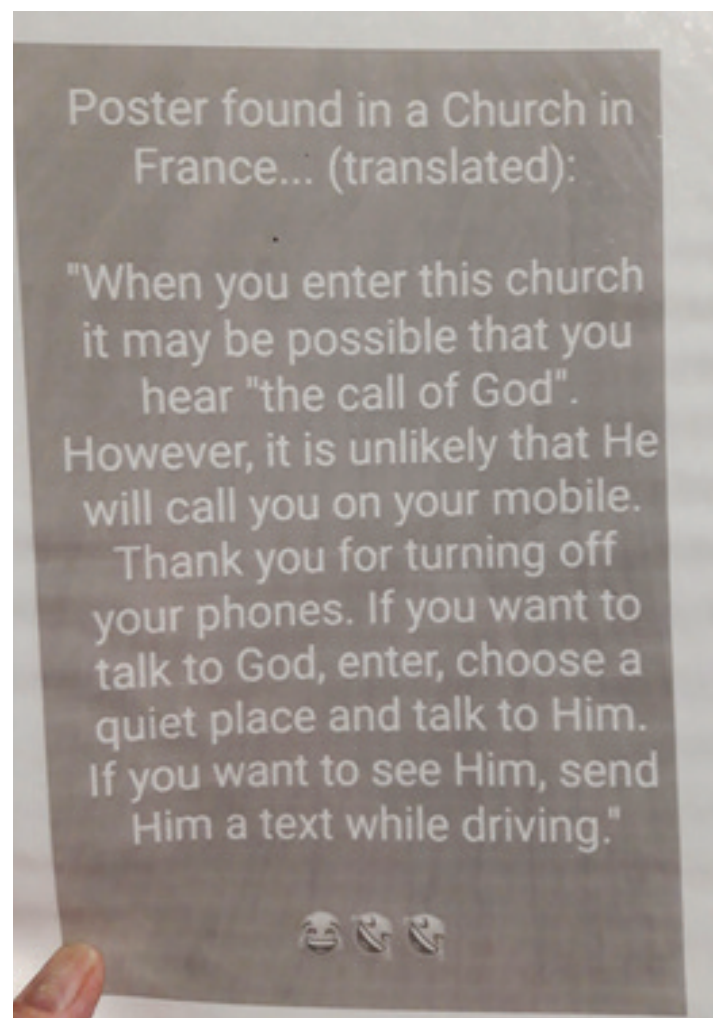 Poster found in a Church in
France... (translated):
"When you enter this church
it may be possible that you
hear "the call of God".
However, it is unlikely that He
will call you on your mobile.
Thank you for turning off
your phones. If you want to
talk to God, enter, choose a
quiet place and talk to Him.
If you want to see Him, send
Him a text while driving."
😂🤣🤣